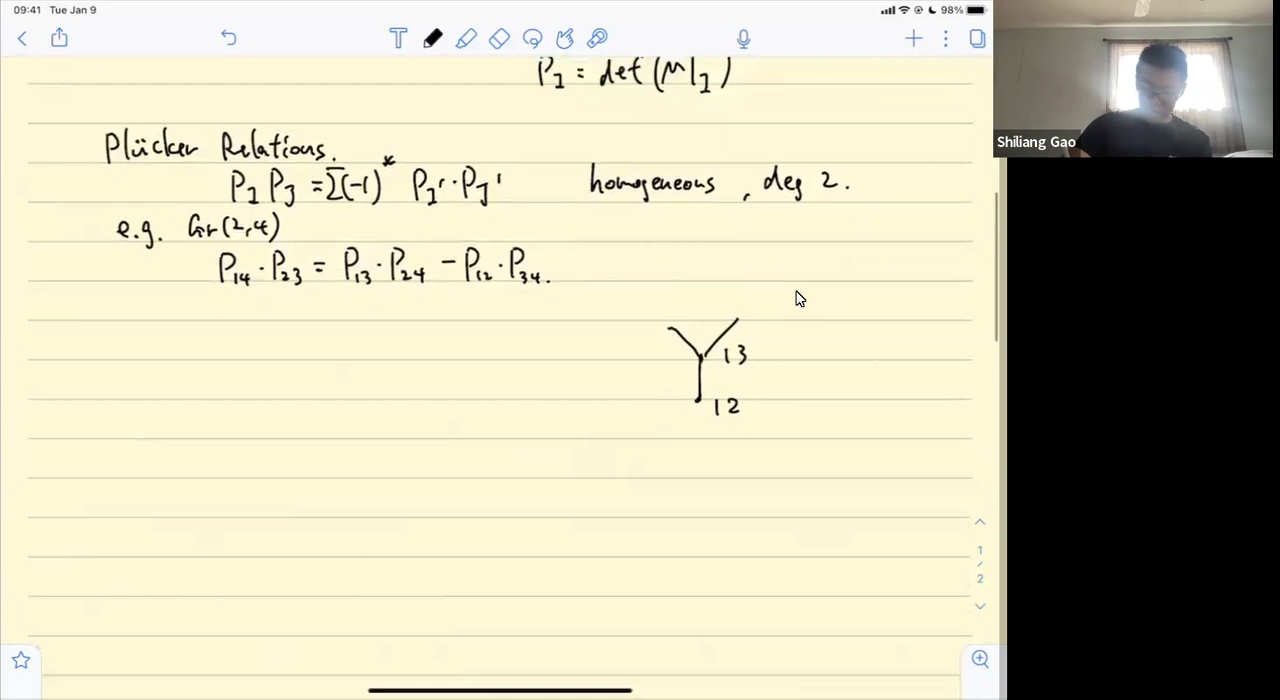 09:41 Tue Jan 9
98%
P_I = det(M|_I)
Plücker Relations.
P_I P_J = Σ(-1)^* P_I' · P_J' homogeneous, deg 2.
e.g. Gr(2,4)
P_14 · P_23 = P_13 · P_24 - P_12 · P_34.
13
12
1
2
Shiliang Gao